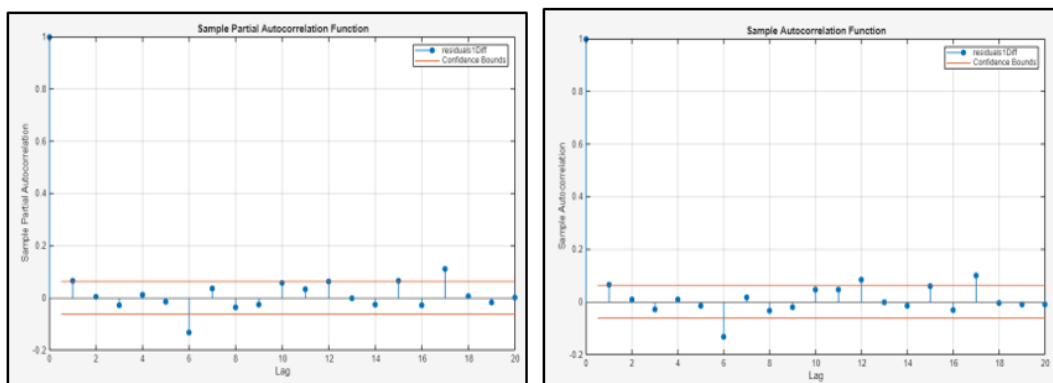 Sample Partial Autocorrelation Function
residuals1Diff
Confidence Bounds
Sample Partial Autocorrelation
1
0.8
0.6
0.4
0.2
0
-0.2
0 2 4 6 8 10 12 14 16 18 20
Lag
Sample Autocorrelation Function
residuals1Diff
Confidence Bounds
Sample Autocorrelation
1
0.8
0.6
0.4
0.2
0
-0.2
0 2 4 6 8 10 12 14 16 18 20
Lag